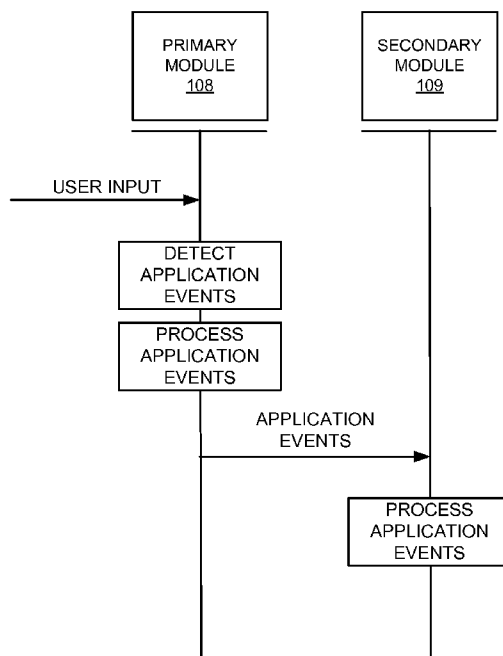 PRIMARY
MODULE
108
SECONDARY
MODULE
109
USER INPUT
DETECT
APPLICATION
EVENTS
PROCESS
APPLICATION
EVENTS
APPLICATION
EVENTS
PROCESS
APPLICATION
EVENTS